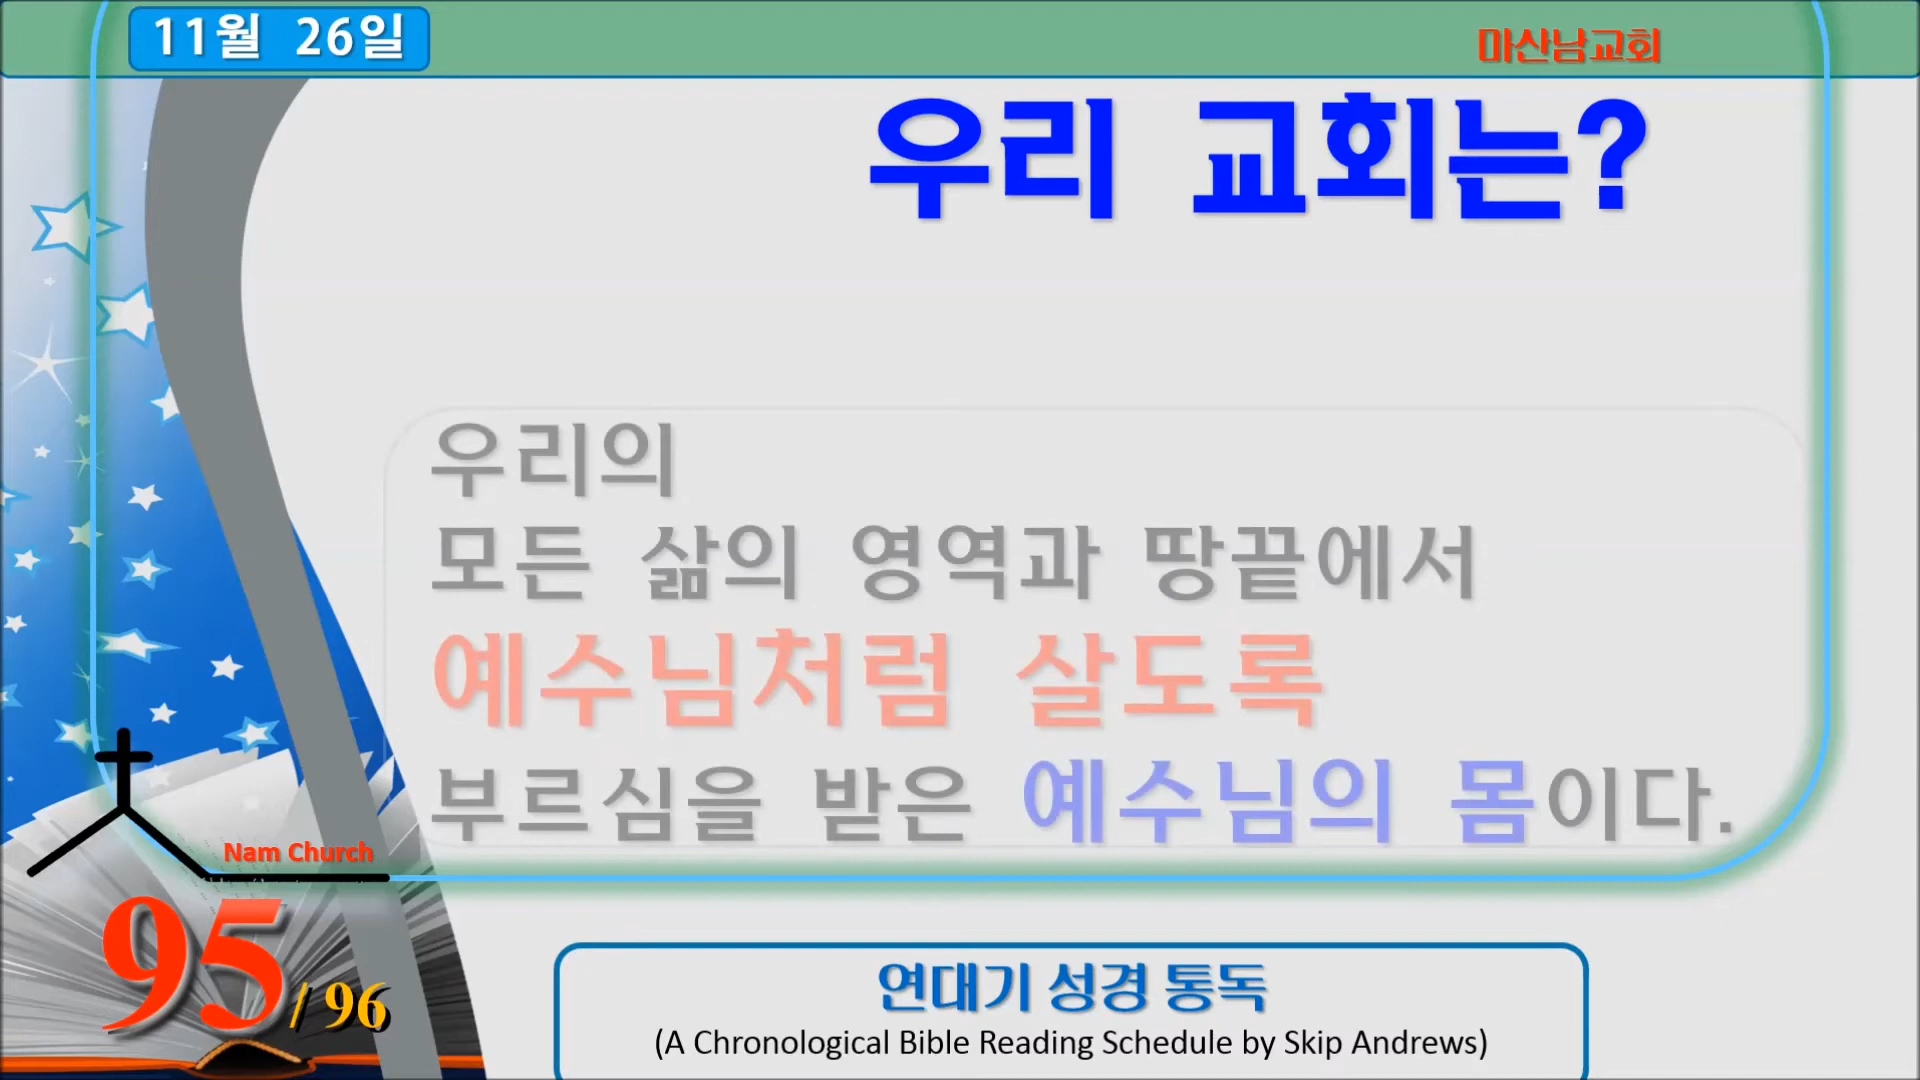 11월 26일
마산남교회
우리 교회는?
우리의
모든 삶의 영역과 땅끝에서
예수님처럼 살도록
부르심을 받은 예수님의 몸이다.
Nam Church
95 / 96
연대기 성경 통독
(A Chronological Bible Reading Schedule by Skip Andrews)